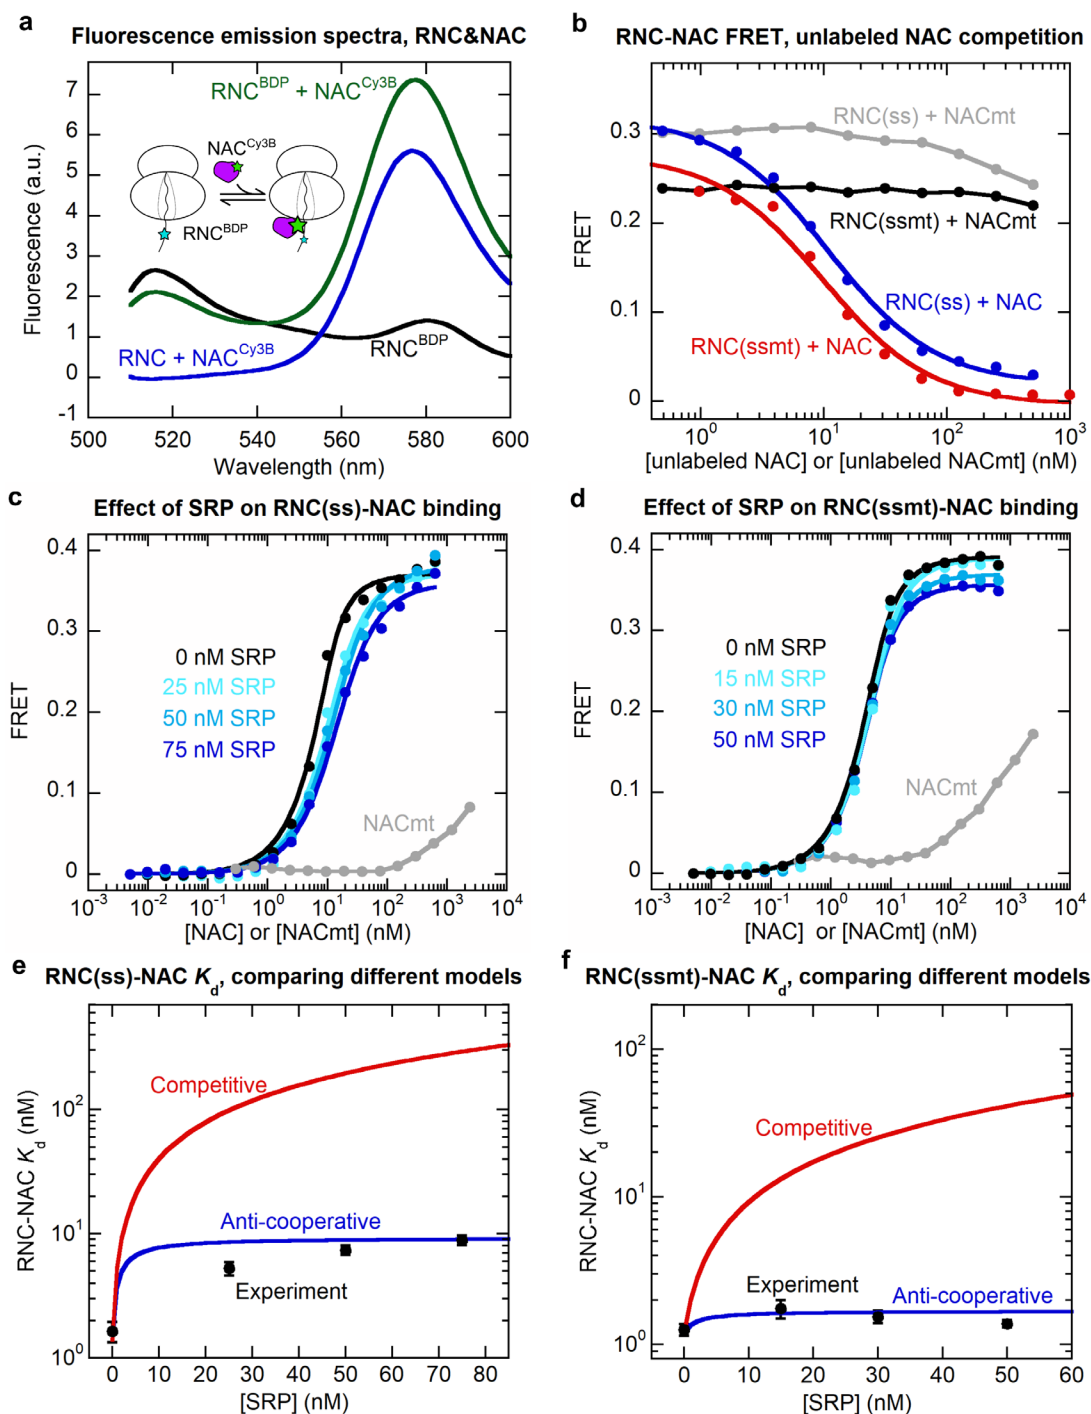 a Fluorescence emission spectra, RNC&NAC
7
6
5
4
3
2
1
0
-1
Fluorescence (a.u.)
RNC^BDP + NAC^Cy3B
NAC^Cy3B
RNC^BDP
RNC + NAC^Cy3B
RNC^BDP
500 520 540 560 580 600
Wavelength (nm)
b RNC-NAC FRET, unlabeled NAC competition
0.3
0.2
0.1
0
FRET
RNC(ss) + NACmt
RNC(ssmt) + NACmt
RNC(ss) + NAC
RNC(ssmt) + NAC
10^0 10^1 10^2 10^3
[unlabeled NAC] or [unlabeled NACmt] (nM)
c Effect of SRP on RNC(ss)-NAC binding
0.4
0.3
0.2
0.1
0
FRET
0 nM SRP
25 nM SRP
50 nM SRP
75 nM SRP
NACmt
10^-3 10^-2 10^-1 10^0 10^1 10^2 10^3 10^4
[NAC] or [NACmt] (nM)
d Effect of SRP on RNC(ssmt)-NAC binding
0.4
0.3
0.2
0.1
0
FRET
0 nM SRP
15 nM SRP
30 nM SRP
50 nM SRP
NACmt
10^-3 10^-2 10^-1 10^0 10^1 10^2 10^3 10^4
[NAC] or [NACmt] (nM)
e RNC(ss)-NAC K_d, comparing different models
10^2
10^1
10^0
RNC-NAC K_d (nM)
Competitive
Anti-cooperative
Experiment
0 10 20 30 40 50 60 70 80
[SRP] (nM)
f RNC(ssmt)-NAC K_d, comparing different models
10^2
10^1
10^0
RNC-NAC K_d (nM)
Competitive
Experiment
Anti-cooperative
0 10 20 30 40 50 60
[SRP] (nM)